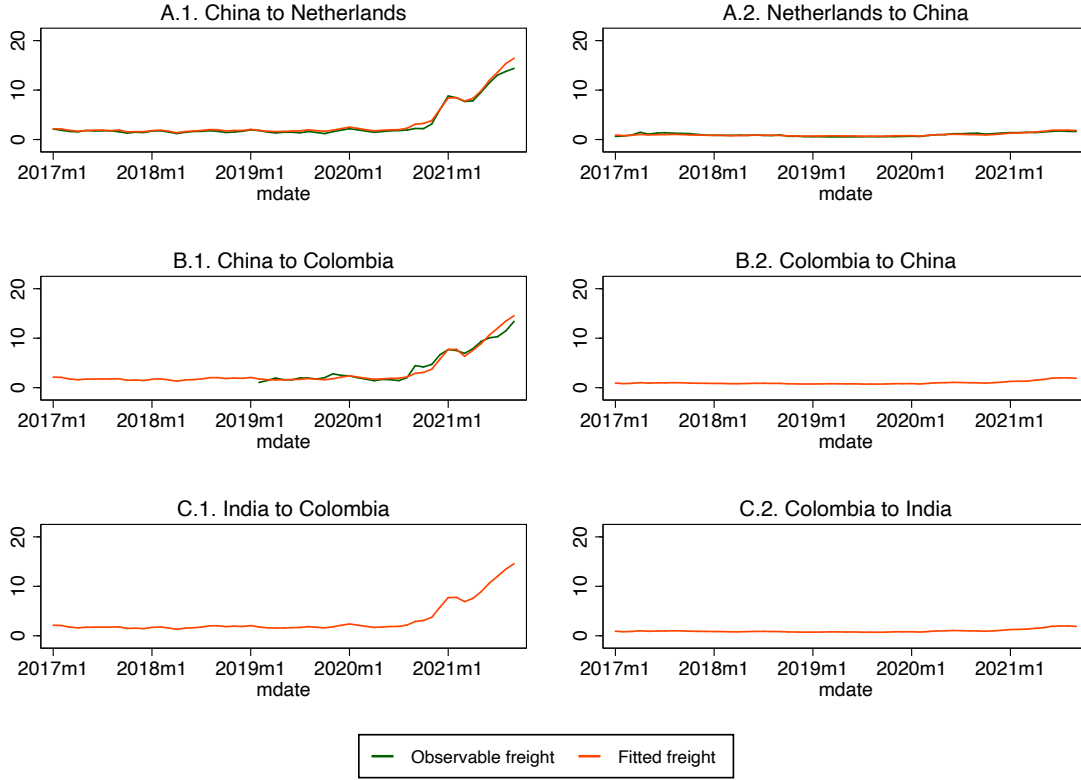 A.1. China to Netherlands
20
10
0
2017m1 2018m1 2019m1 2020m1 2021m1
mdate
A.2. Netherlands to China
20
10
0
2017m1 2018m1 2019m1 2020m1 2021m1
mdate
B.1. China to Colombia
20
10
0
2017m1 2018m1 2019m1 2020m1 2021m1
mdate
B.2. Colombia to China
20
10
0
2017m1 2018m1 2019m1 2020m1 2021m1
mdate
C.1. India to Colombia
20
10
0
2017m1 2018m1 2019m1 2020m1 2021m1
mdate
C.2. Colombia to India
20
10
0
2017m1 2018m1 2019m1 2020m1 2021m1
mdate
Observable freight Fitted freight